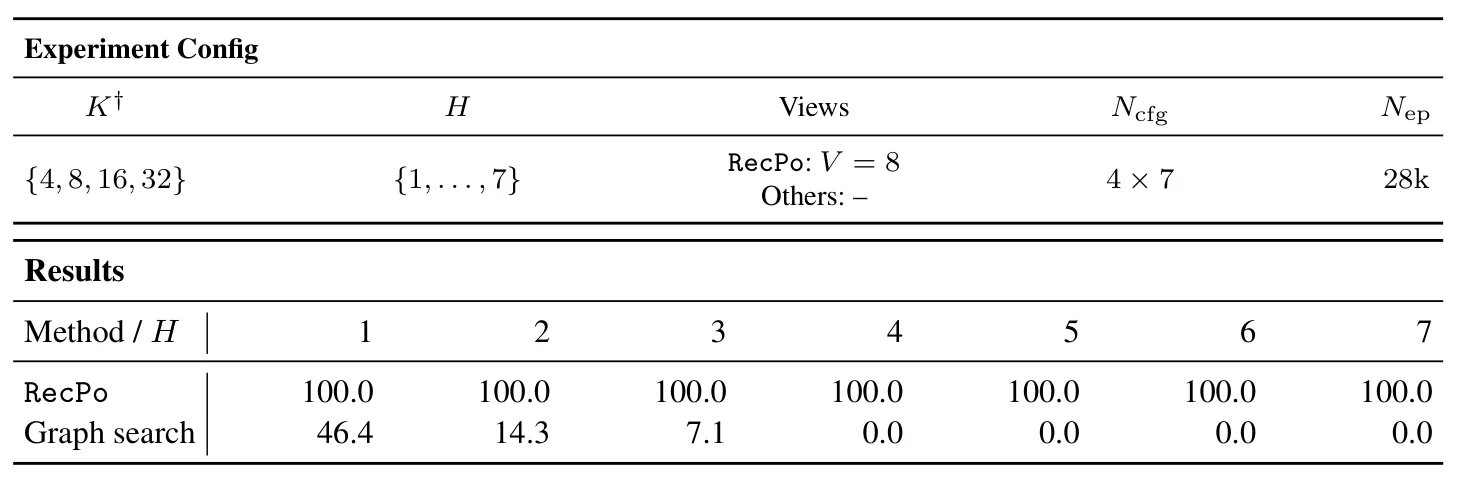 Experiment Config
K† H Views N_cfg N_ep
{4, 8, 16, 32} {1, . . . , 7} RecPo: V = 8 4 × 7 28k
Others: –
Results
Method / H 1 2 3 4 5 6 7
RecPo 100.0 100.0 100.0 100.0 100.0 100.0 100.0
Graph search 46.4 14.3 7.1 0.0 0.0 0.0 0.0